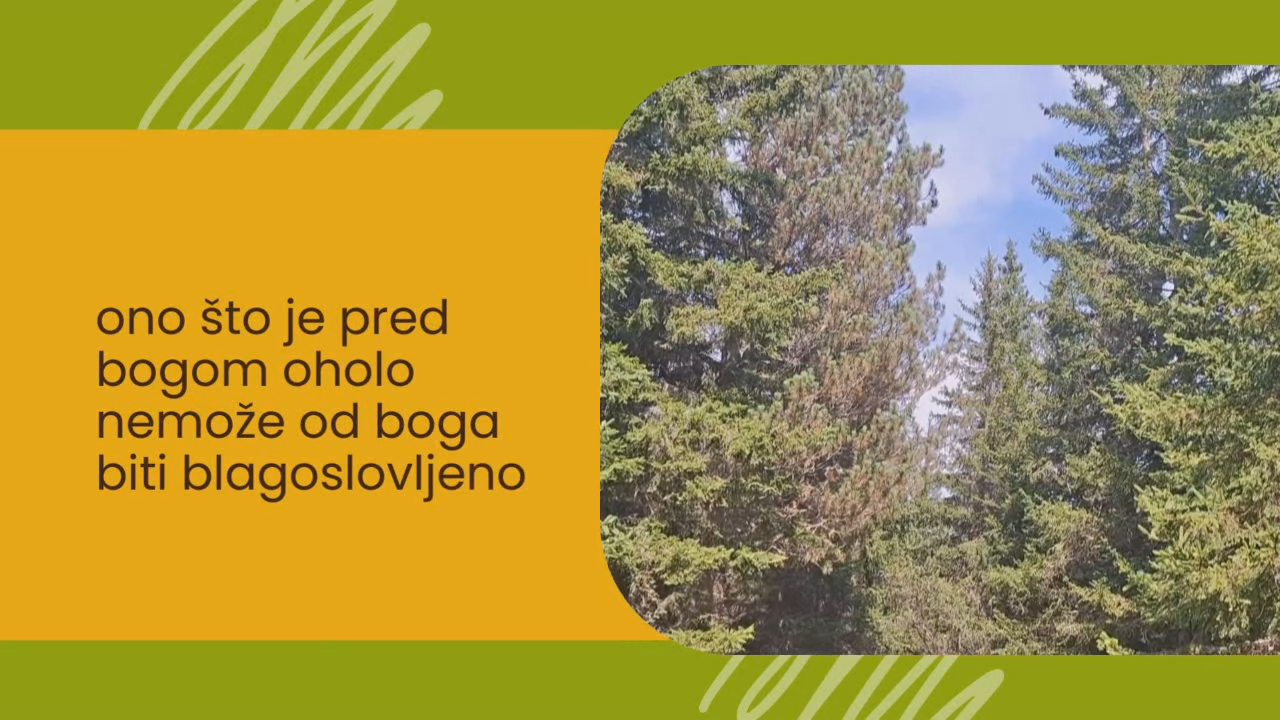 ono što je pred
bogom oholo
nemože od boga
biti blagoslovljeno